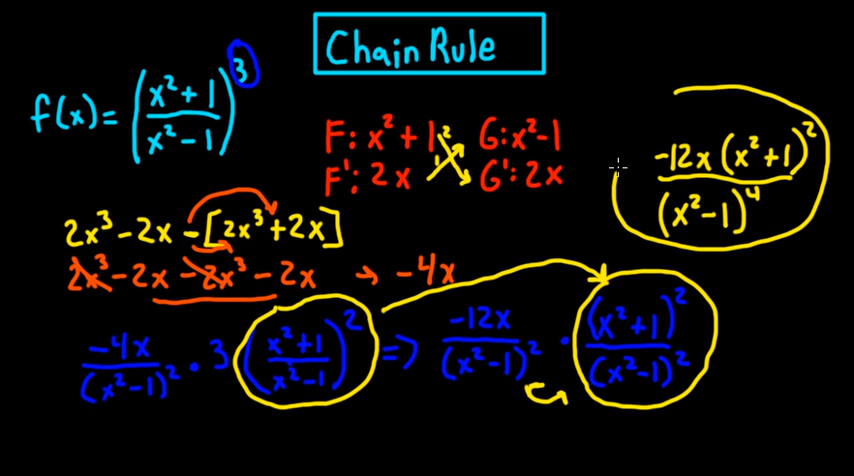 Chain Rule
f(x) = ((x² + 1)/(x² - 1))³
F: x² + 1 2 G: x² - 1
F': 2x 1 G': 2x
-12x (x² + 1)² / (x² - 1)⁴
2x³ - 2x - [2x³ + 2x]
2x³ - 2x - 2x³ - 2x → -4x
-4x/(x² - 1)² · 3 ((x² + 1)/(x² - 1))² => -12x/(x² - 1)² · (x² + 1)²/(x² - 1)²